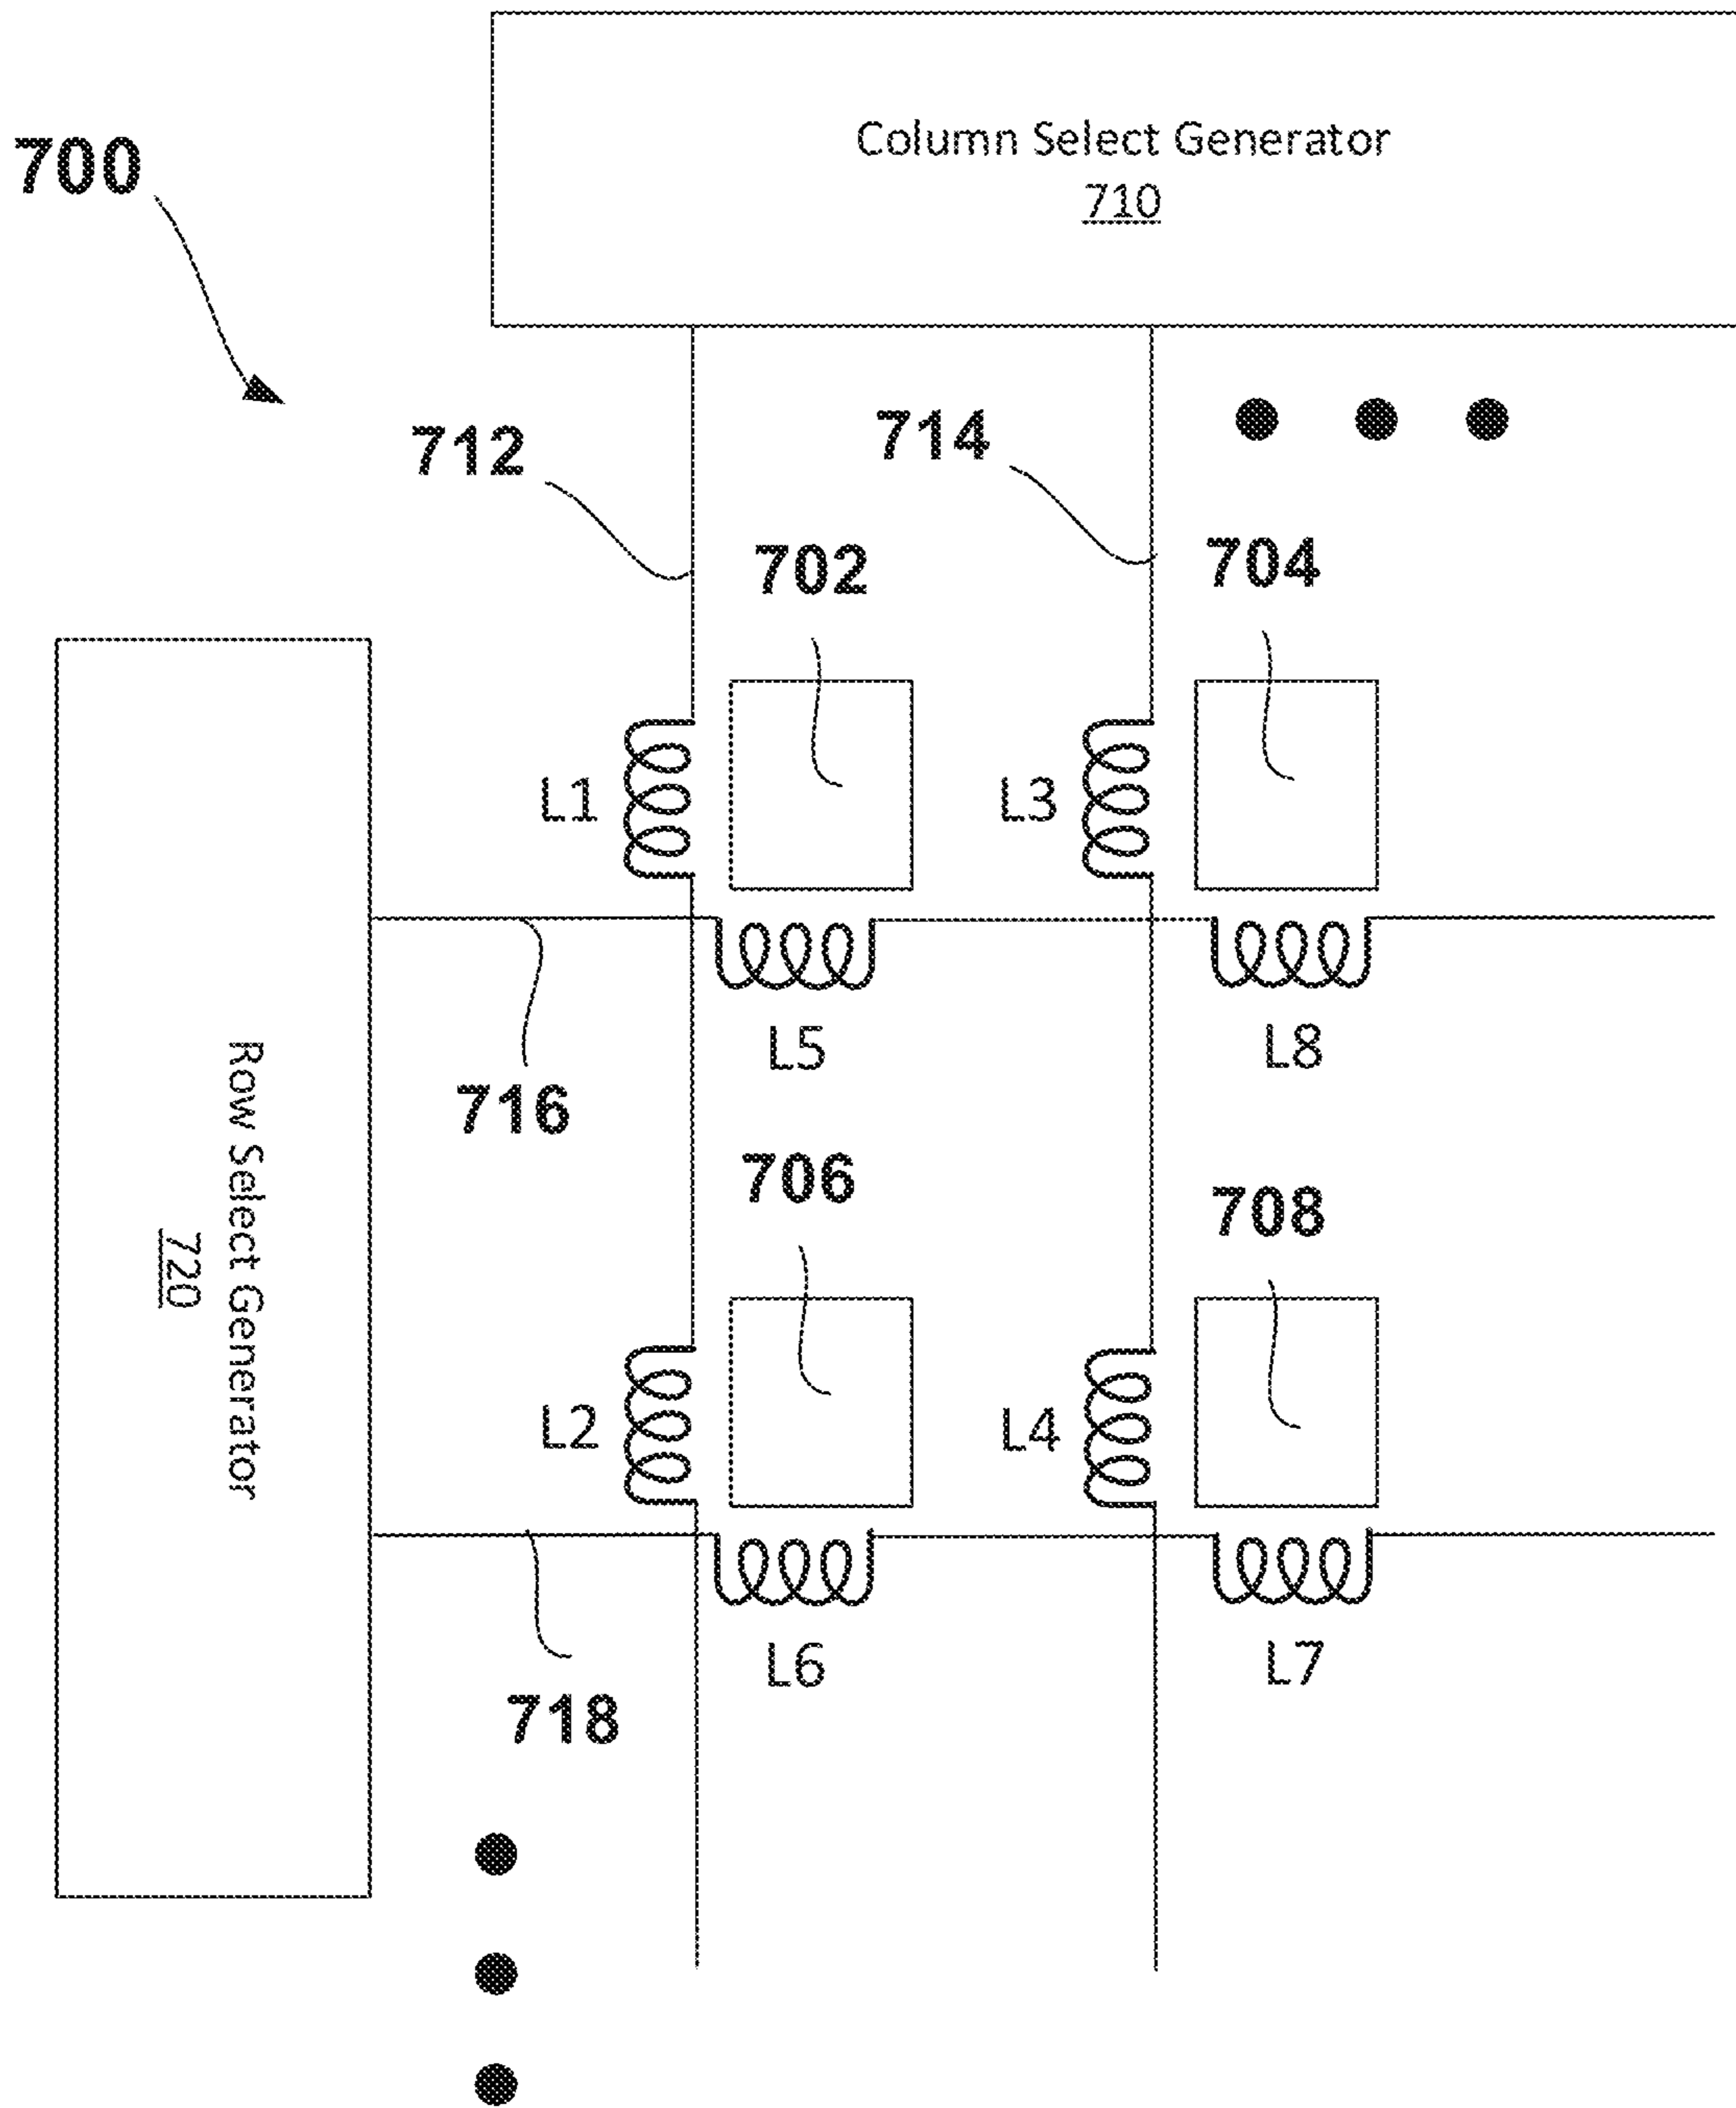 Column Select Generator
710
700
712
714
702
704
L1
L3
L5
L8
716
Row Select Generator
720
706
708
L2
L4
L6
L7
718